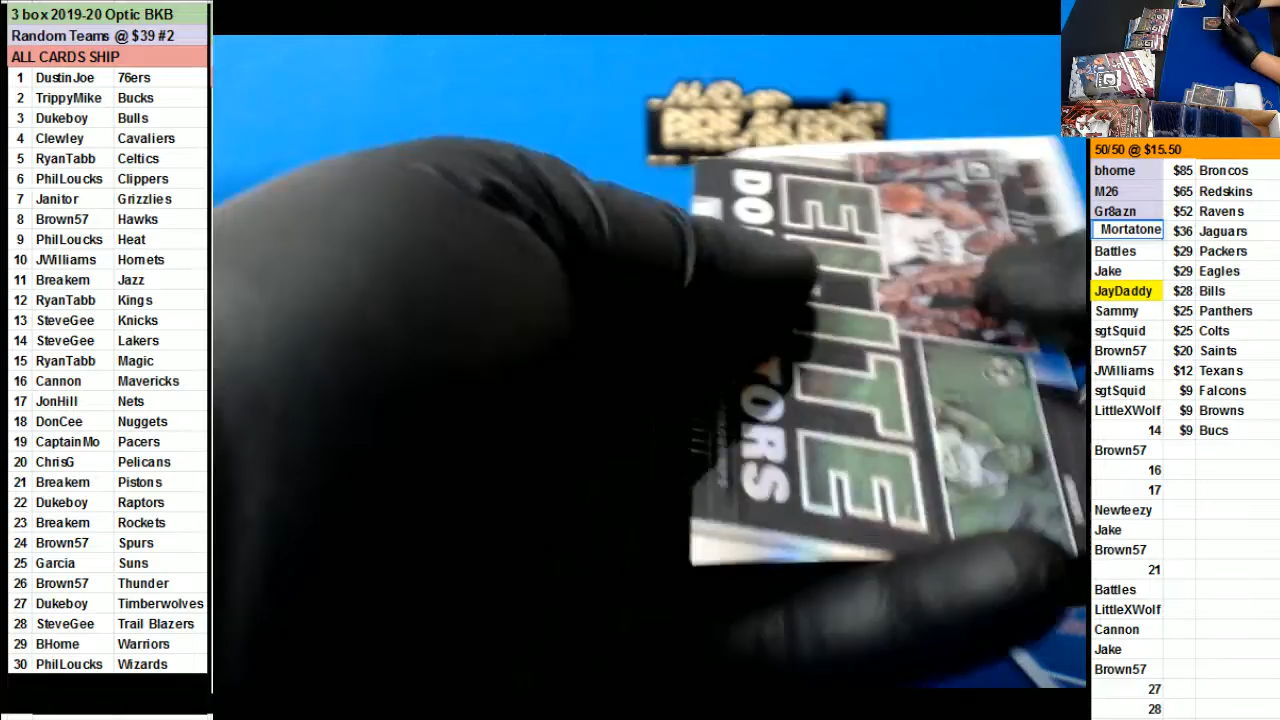 3 box 2019-20 Optic BKB
Random Teams @ $39 #2
ALL CARDS SHIP
1 DustinJoe 76ers
2 TrippyMike Bucks
3 Dukeboy Bulls
4 Clewley Cavaliers
5 RyanTabb Celtics
6 PhilLoucks Clippers
7 Janitor Grizzlies
8 Brown57 Hawks
9 PhilLoucks Heat
10 JWilliams Hornets
11 Breakem Jazz
12 RyanTabb Kings
13 SteveGee Knicks
14 SteveGee Lakers
15 RyanTabb Magic
16 Cannon Mavericks
17 JonHill Nets
18 DonCee Nuggets
19 CaptainMo Pacers
20 ChrisG Pelicans
21 Breakem Pistons
22 Dukeboy Raptors
23 Breakem Rockets
24 Brown57 Spurs
25 Garcia Suns
26 Brown57 Thunder
27 Dukeboy Timberwolves
28 SteveGee Trail Blazers
29 BHome Warriors
30 PhilLoucks Wizards
BREAKERS
ELITE
50/50 @ $15.50
bhome $85 Broncos
M26 $65 Redskins
Gr8azn $52 Ravens
Mortatone $36 Jaguars
Battles $29 Packers
Jake $29 Eagles
JayDaddy $28 Bills
Sammy $25 Panthers
sgtSquid $25 Colts
Brown57 $20 Saints
JWilliams $12 Texans
sgtSquid $9 Falcons
LittleXWolf $9 Browns
14 $9 Bucs
Brown57
16
17
Newteezy
Jake
Brown57
21
Battles
LittleXWolf
Cannon
Jake
Brown57
27
28